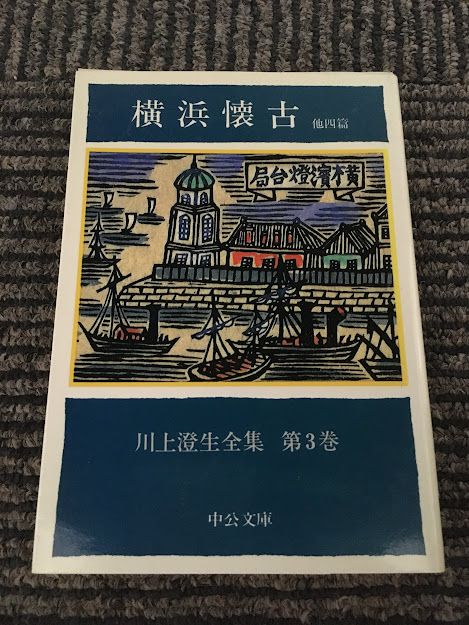 横浜懐古 他四篇
局台燈濱横
川上澄生全集 第3巻
中公文庫